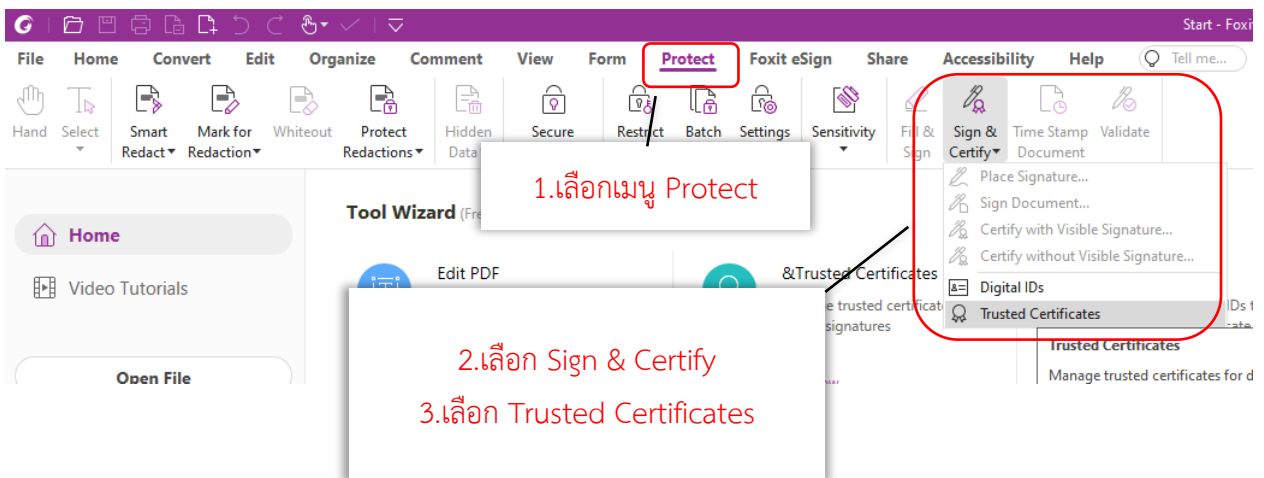 Start - Foxi
File Home Convert Edit Organize Comment View Form Protect Foxit eSign Share Accessibility Help Tell me...
Hand Select Smart Redact Mark for Redaction Whiteout Protect Redactions Hidden Data Secure Restrict Batch Settings Sensitivity Fill & Sign Sign & Certify Time Stamp Document Validate
1.เลือกเมนู Protect
Place Signature...
Sign Document...
Certify with Visible Signature...
Certify without Visible Signature...
Digital IDs
Trusted Certificates
Trusted Certificates
Manage trusted certificates for d
Home
Video Tutorials
Open File
Tool Wizard
Edit PDF
&Trusted Certificates
e trusted certificat
signatures
2.เลือก Sign & Certify
3.เลือก Trusted Certificates